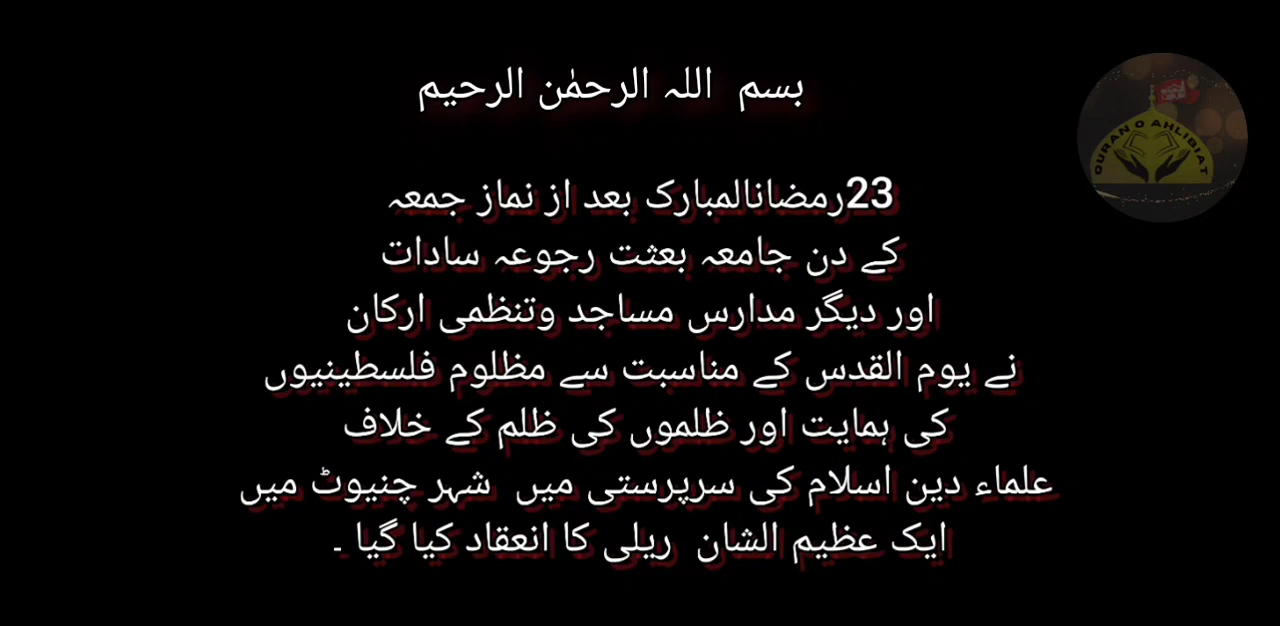 بسم اللہ الرحمٰن الرحیم
23رمضانالمبارک بعد از نماز جمعہ
کے دن جامعہ بعثت رجوعہ سادات
اور دیگر مدارس مساجد وتنظمی ارکان
نے یوم القدس کے مناسبت سے مظلوم فلسطینیوں
کی ہمایت اور ظلموں کی ظلم کے خلاف
علماء دین اسلام کی سرپرستی میں شہر چنیوٹ میں
ایک عظیم الشان ریلی کا انعقاد کیا گیا ۔
QURAN O AHLIBIAT